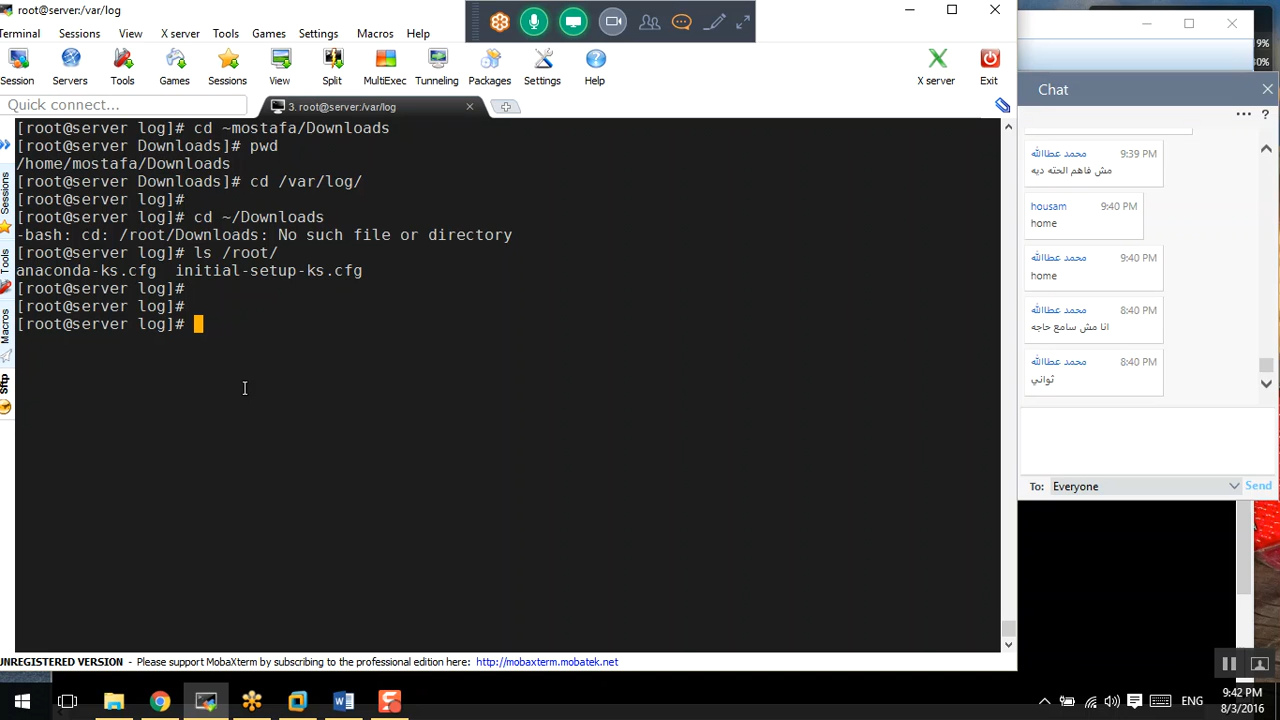 root@server:/var/log
Terminal Sessions View X server Tools Games Settings Macros Help
Session Servers Tools Games Sessions View Split MultiExec Tunneling Packages Settings Help X server Exit
Quick connect...
3. root@server:/var/log
[root@server log]# cd ~mostafa/Downloads
[root@server Downloads]# pwd
/home/mostafa/Downloads
[root@server Downloads]# cd /var/log/
[root@server log]#
[root@server log]# cd ~/Downloads
-bash: cd: /root/Downloads: No such file or directory
[root@server log]# ls /root/
anaconda-ks.cfg initial-setup-ks.cfg
[root@server log]#
[root@server log]#
[root@server log]#
Sessions
Tools
Macros
Sftp
UNREGISTERED VERSION - Please support MobaXterm by subscribing to the professional edition here: http://mobaxterm.mobatek.net
9%
Chat
... ?
محمد عطاالله 9:39 PM
مش فاهم الحته ديه
housam 9:40 PM
home
محمد عطاالله 9:40 PM
home
محمد عطاالله 8:40 PM
انا مش سامع حاجه
محمد عطاالله 8:40 PM
ثواني
To: Everyone Send
ENG
9:42 PM
8/3/2016